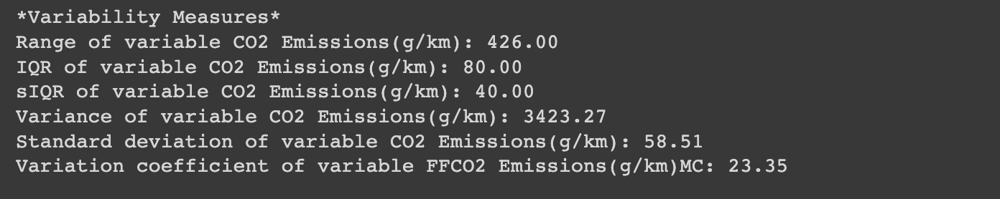 *Variability Measures*
Range of variable CO2 Emissions(g/km): 426.00
IQR of variable CO2 Emissions(g/km): 80.00
sIQR of variable CO2 Emissions(g/km): 40.00
Variance of variable CO2 Emissions(g/km): 3423.27
Standard deviation of variable CO2 Emissions(g/km): 58.51
Variation coefficient of variable FFCO2 Emissions(g/km)MC: 23.35